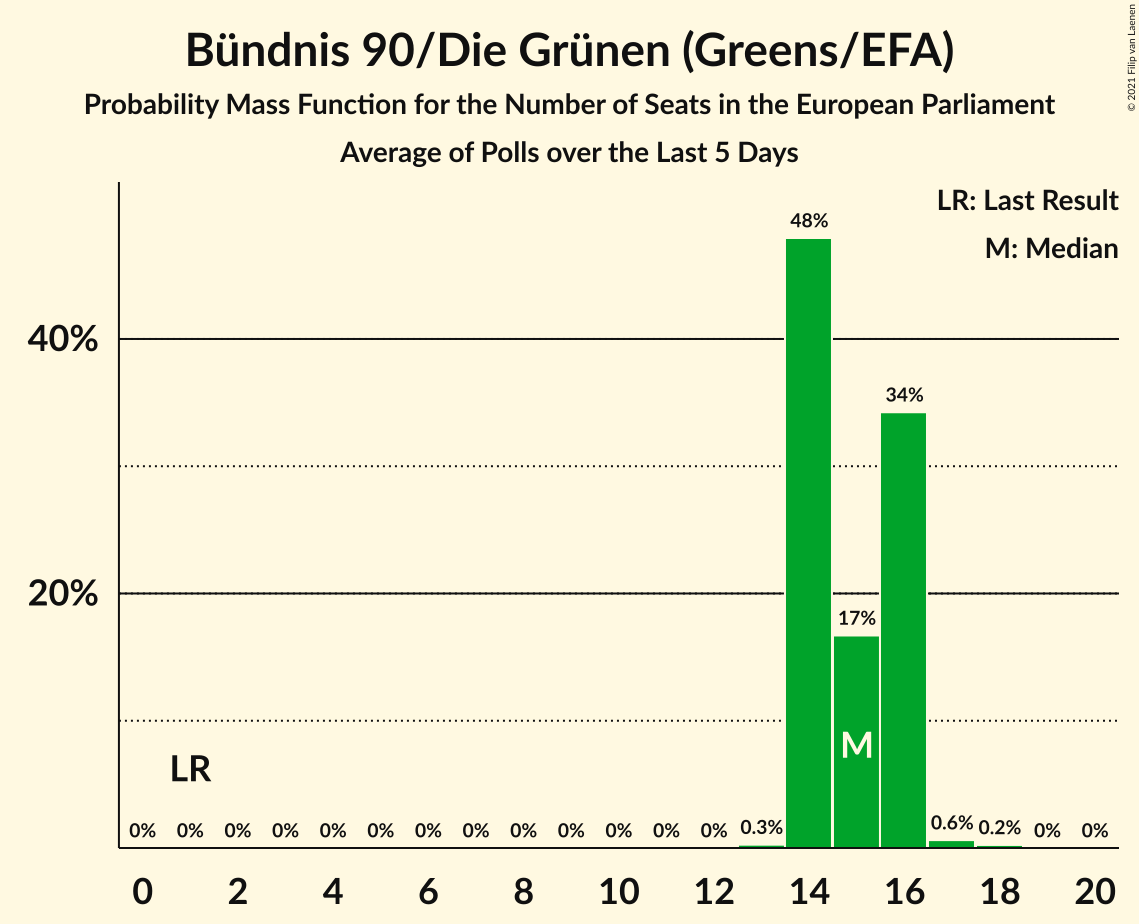 Bündnis 90/Die Grünen (Greens/EFA)
Probability Mass Function for the Number of Seats in the European Parliament
Average of Polls over the Last 5 Days
© 2021 Filip van Laenen
LR: Last Result
M: Median
48%
40%
34%
20%
17%
M
LR
0% 0% 0% 0% 0% 0% 0% 0% 0% 0% 0% 0% 0% 0.3% 0.6% 0.2% 0% 0%
0 2 4 6 8 10 12 14 16 18 20